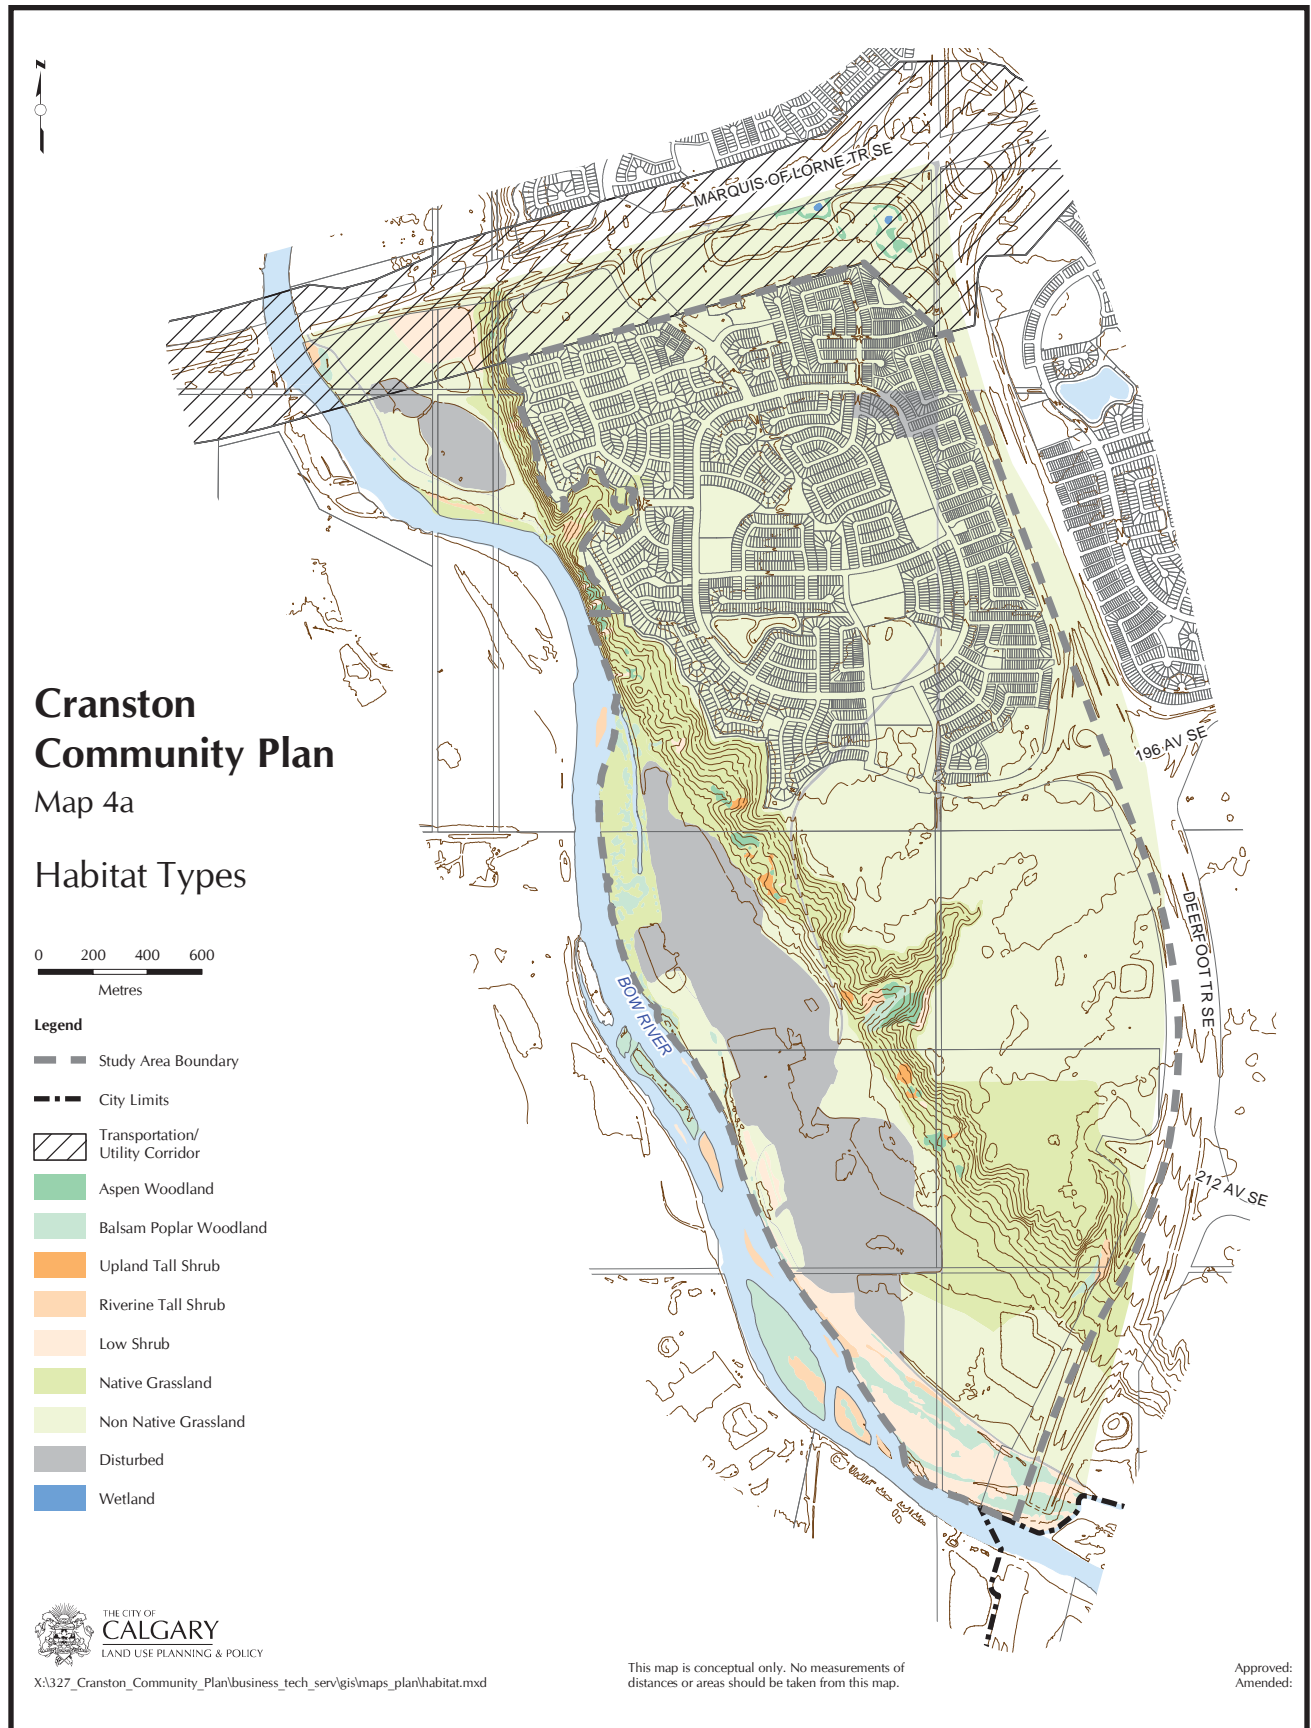 N
MARQUIS OF LORNE TR SE
Cranston
Community Plan
Map 4a
Habitat Types
196 AV SE
DEERFOOT TR SE
0 200 400 600
Metres
BOW RIVER
Legend
Study Area Boundary
City Limits
Transportation/
Utility Corridor
Aspen Woodland
212 AV SE
Balsam Poplar Woodland
Upland Tall Shrub
Riverine Tall Shrub
Low Shrub
Native Grassland
Non Native Grassland
Disturbed
Wetland
THE CITY OF
CALGARY
LAND USE PLANNING & POLICY
X:\327_Cranston_Community_Plan\business_tech_serv\gis\maps_plan\habitat.mxd
This map is conceptual only. No measurements of
distances or areas should be taken from this map.
Approved:
Amended: